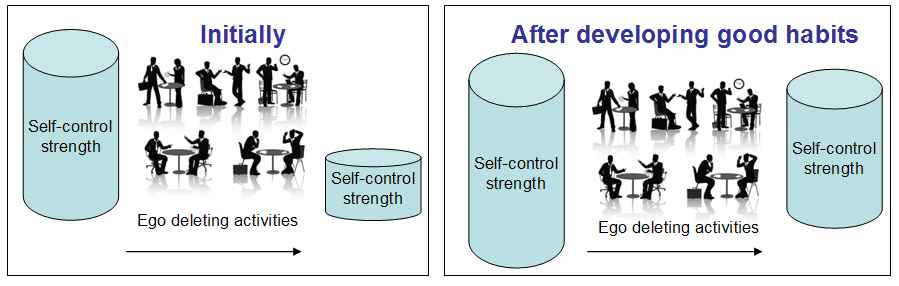 Initially
Self-control
strength
Self-control
strength
Ego deleting activities
After developing good habits
Self-control
strength
Self-control
strength
Ego deleting activities